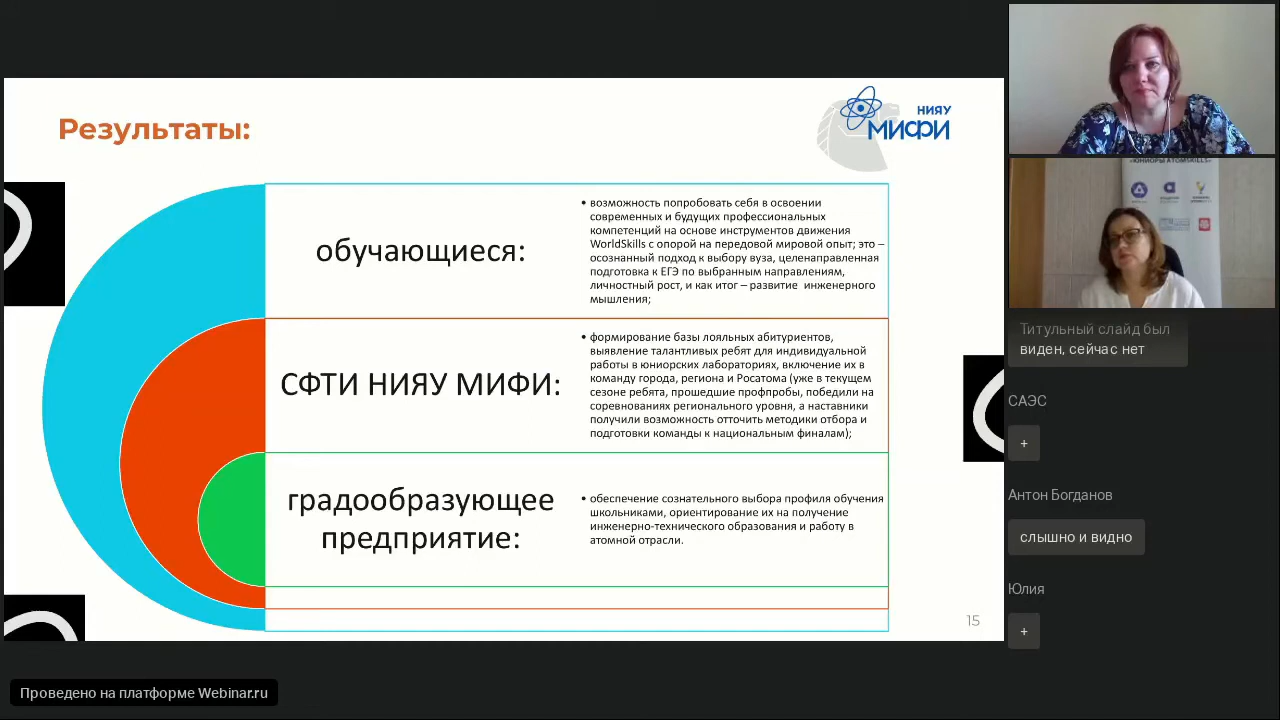 Результаты:
НИЯУ
МИФИ
обучающиеся:
• возможность попробовать себя в освоении
современных и будущих профессиональных
компетенций на основе инструментов движения
WorldSkills с опорой на передовой мировой опыт; это –
осознанный подход к выбору вуза, целенаправленная
подготовка к ЕГЭ по выбранным направлениям,
личностный рост, и как итог – развитие инженерного
мышления;
СФТИ НИЯУ МИФИ:
• формирование базы лояльных абитуриентов,
выявление талантливых ребят для индивидуальной
работы в юниорских лабораториях, включение их в
команду города, региона и Росатома (уже в текущем
сезоне ребята, прошедшие профпробы, победили на
соревнованиях регионального уровня, а наставники
получили возможность отточить методики отбора и
подготовки команды к национальным финалам);
градообразующее
предприятие:
• обеспечение сознательного выбора профиля обучения
школьниками, ориентирование их на получение
инженерно-технического образования и работу в
атомной отрасли.
15
«ЮНИОРЫ ATOMSKILLS»
Титульный слайд был
виден, сейчас нет
САЭС
+
Антон Богданов
слышно и видно
Юлия
+
Проведено на платформе Webinar.ru